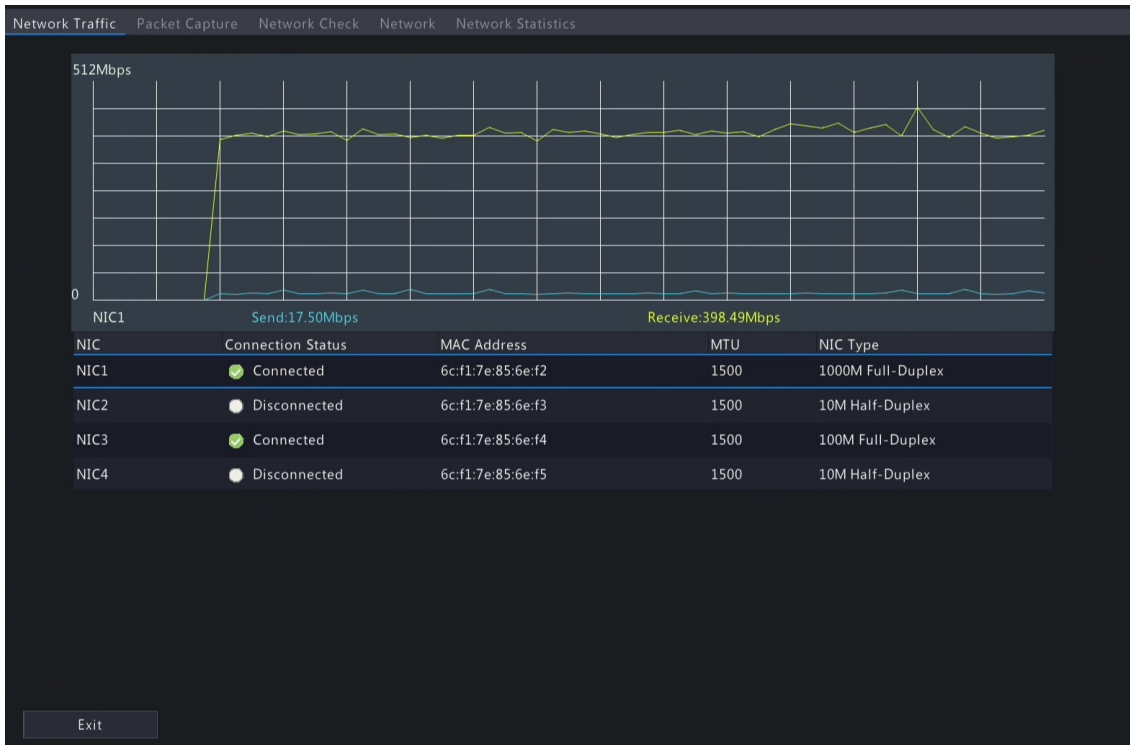 Network Traffic Packet Capture Network Check Network Network Statistics
512Mbps
0
NIC1 Send:17.50Mbps Receive:398.49Mbps
NIC Connection Status MAC Address MTU NIC Type
NIC1 Connected 6c:f1:7e:85:6e:f2 1500 1000M Full-Duplex
NIC2 Disconnected 6c:f1:7e:85:6e:f3 1500 10M Half-Duplex
NIC3 Connected 6c:f1:7e:85:6e:f4 1500 100M Full-Duplex
NIC4 Disconnected 6c:f1:7e:85:6e:f5 1500 10M Half-Duplex
Exit